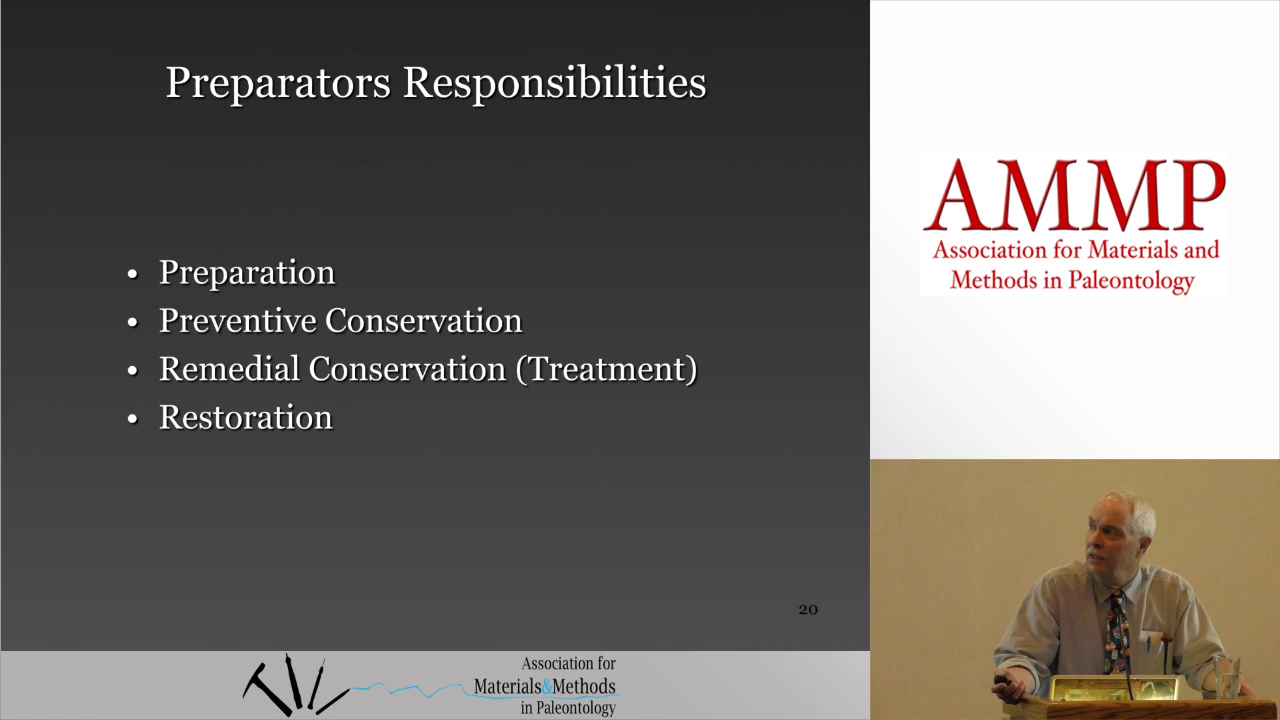 Preparators Responsibilities
• Preparation
• Preventive Conservation
• Remedial Conservation (Treatment)
• Restoration
20
Association for
Materials&Methods
in Paleontology
AMMP
Association for Materials and
Methods in Paleontology